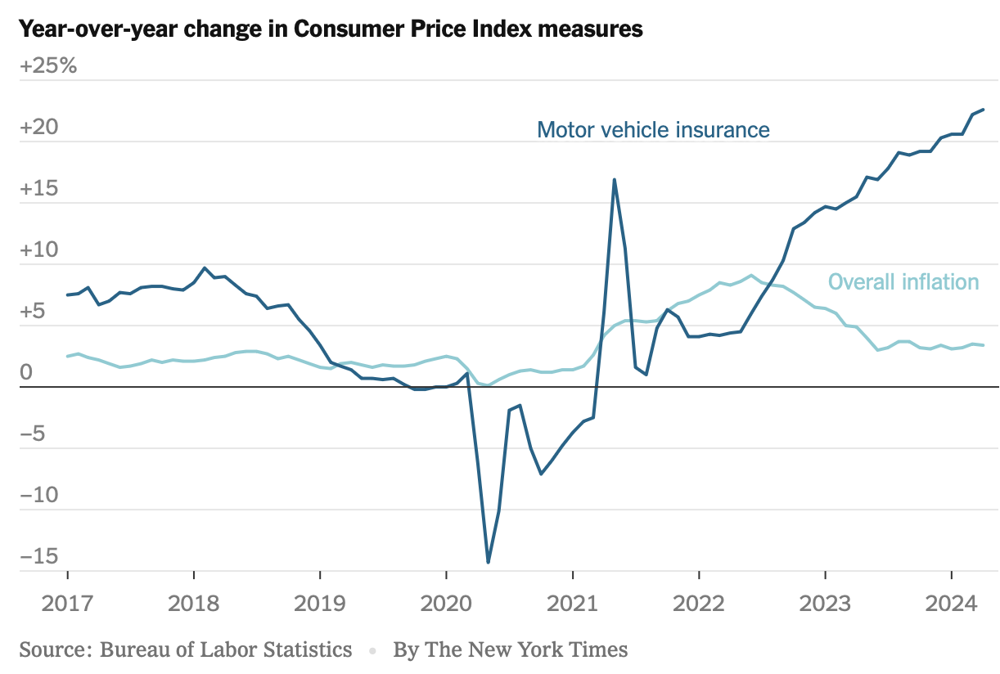 Year-over-year change in Consumer Price Index measures
+25%
+20
Motor vehicle insurance
+15
+10
Overall inflation
+5
0
−5
−10
−15
2017 2018 2019 2020 2021 2022 2023 2024
Source: Bureau of Labor Statistics • By The New York Times